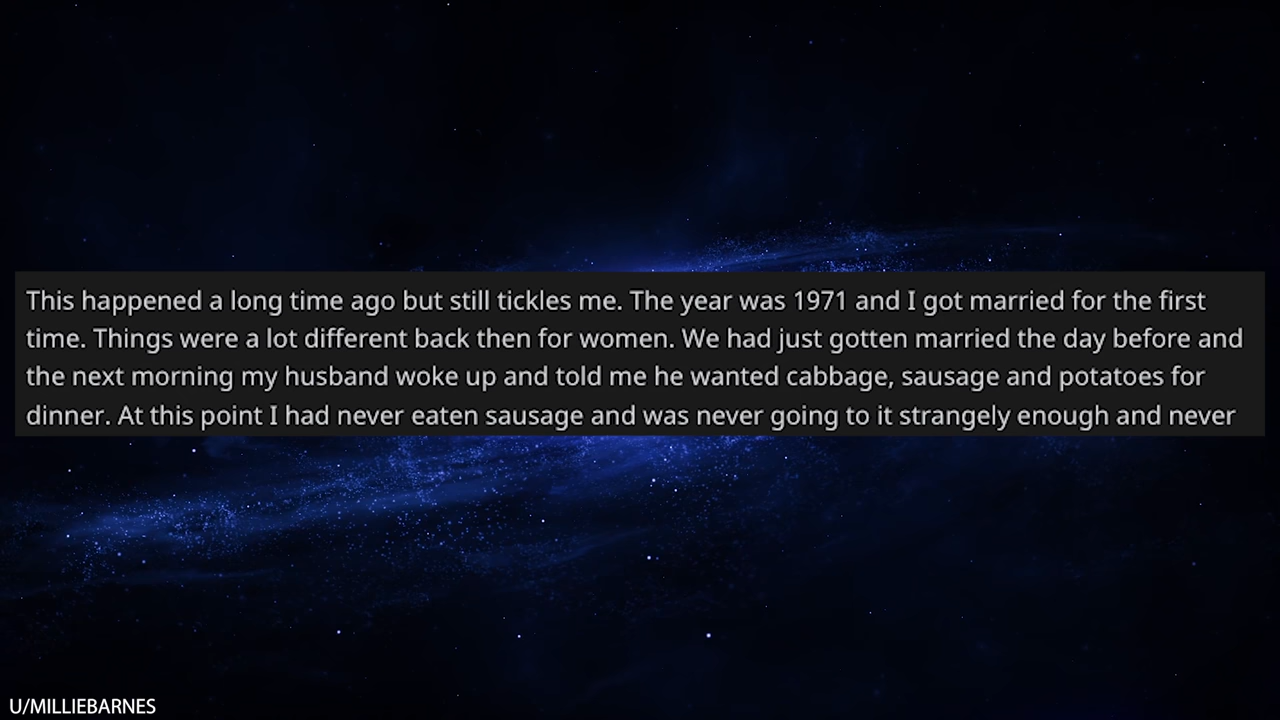 This happened a long time ago but still tickles me. The year was 1971 and I got married for the first
time. Things were a lot different back then for women. We had just gotten married the day before and
the next morning my husband woke up and told me he wanted cabbage, sausage and potatoes for
dinner. At this point I had never eaten sausage and was never going to it strangely enough and never
U/MILLIEBARNES